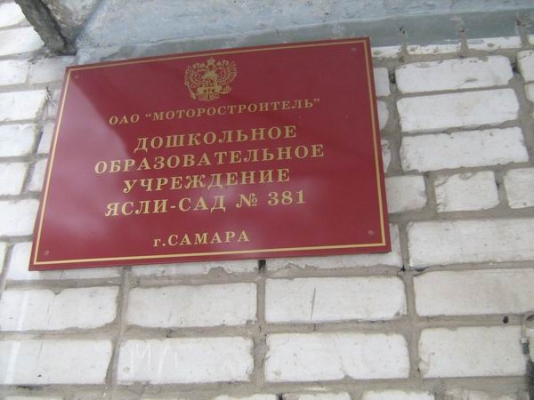 ОАО "МОТОРОСТРОИТЕЛЬ"
ДОШКОЛЬНОЕ
ОБРАЗОВАТЕЛЬНОЕ
УЧРЕЖДЕНИЕ
ЯСЛИ-САД № 381
г. САМАРА